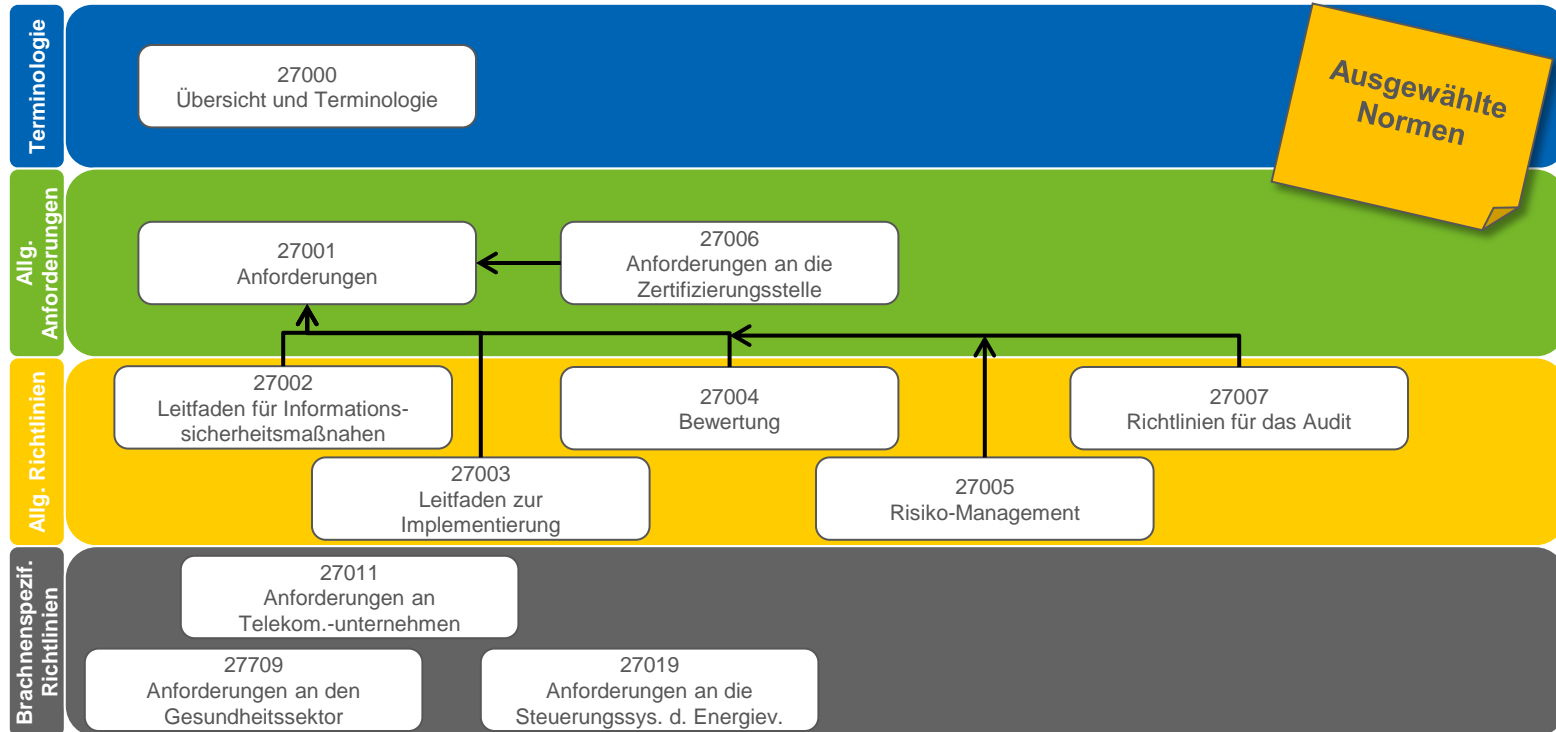 Terminologie
27000
Übersicht und Terminologie
Ausgewählte
Normen
Allg.
Anforderungen
27001
Anforderungen
27006
Anforderungen an die
Zertifizierungsstelle
Allg. Richtlinien
27002
Leitfaden für Informations-
sicherheitsmaßnahen
27004
Bewertung
27007
Richtlinien für das Audit
27003
Leitfaden zur
Implementierung
27005
Risiko-Management
Brachnenspezif.
Richtlinien
27011
Anforderungen an
Telekom.-unternehmen
27709
Anforderungen an den
Gesundheitssektor
27019
Anforderungen an die
Steuerungssys. d. Energiev.